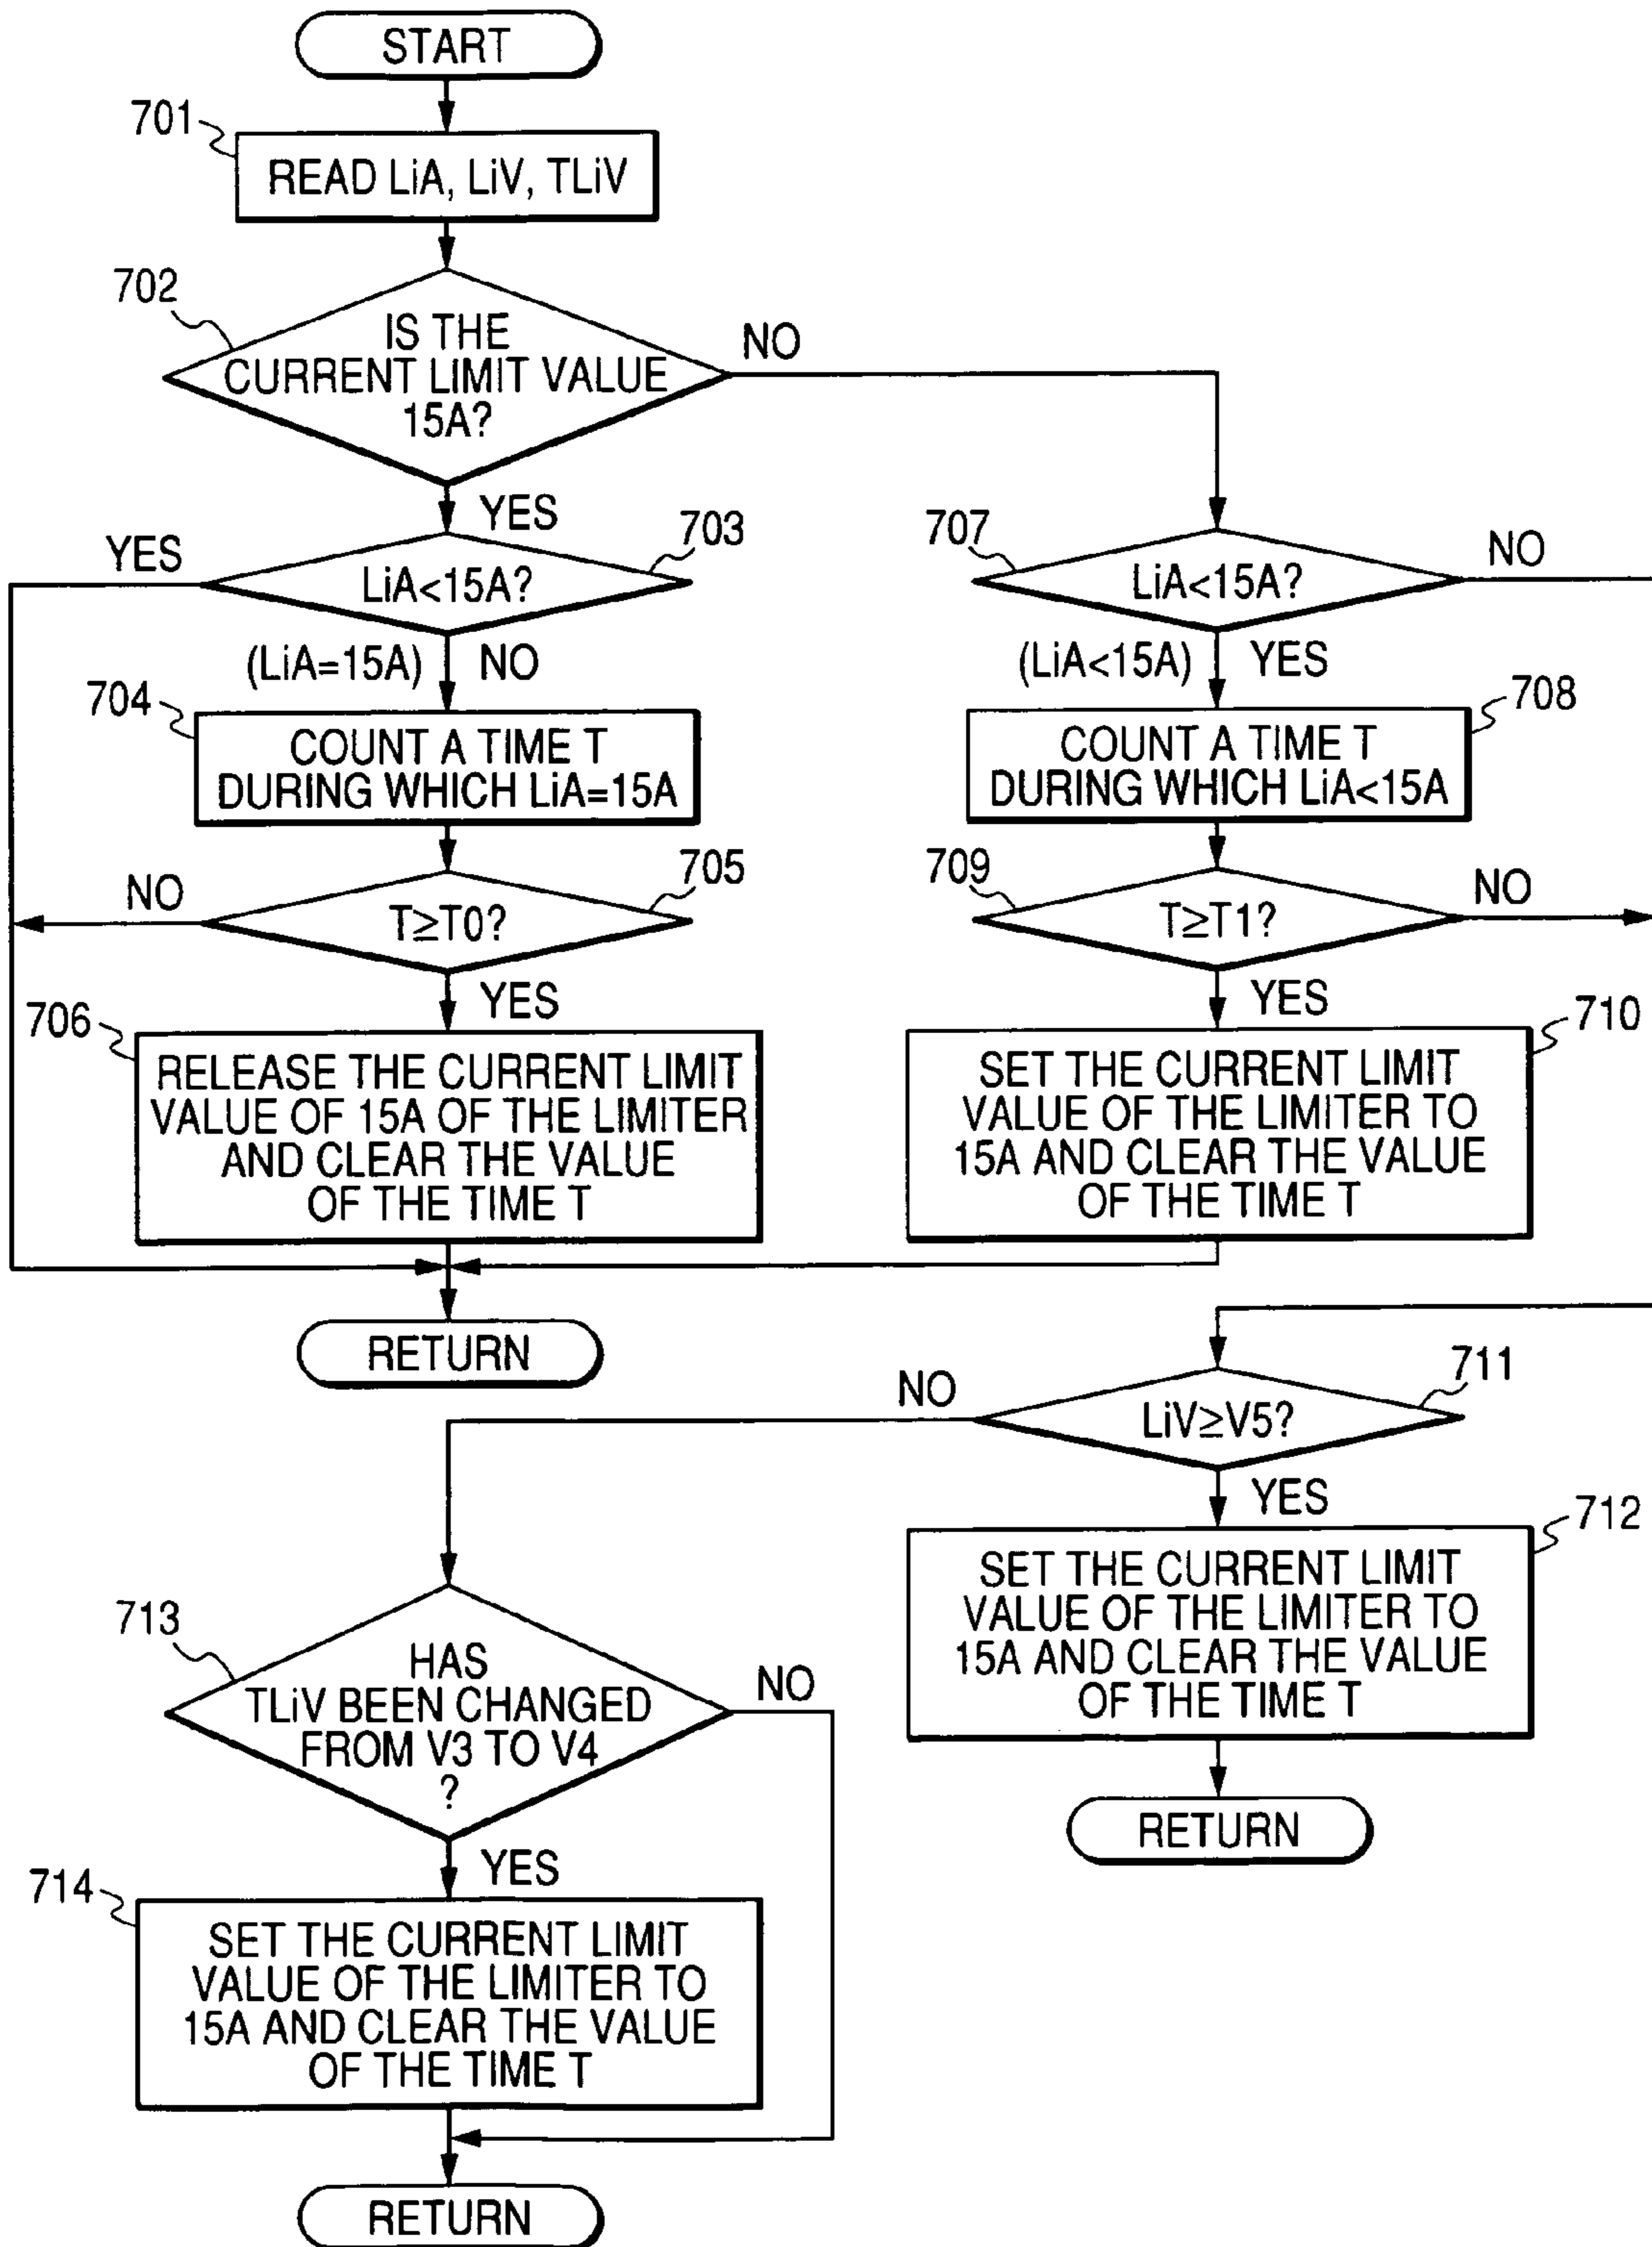 START
701
READ LiA, LiV, TLiV
702
IS THE
CURRENT LIMIT VALUE
15A?
NO
YES
YES
703
LiA<15A?
707
LiA<15A?
NO
(LiA=15A) NO
(LiA<15A) YES
704
COUNT A TIME T
DURING WHICH LiA=15A
708
COUNT A TIME T
DURING WHICH LiA<15A
NO
705
T≥T0?
709
T≥T1?
NO
YES
YES
706
RELEASE THE CURRENT LIMIT
VALUE OF 15A OF THE LIMITER
AND CLEAR THE VALUE
OF THE TIME T
710
SET THE CURRENT LIMIT
VALUE OF THE LIMITER TO
15A AND CLEAR THE VALUE
OF THE TIME T
RETURN
NO
711
LiV≥V5?
YES
712
SET THE CURRENT LIMIT
VALUE OF THE LIMITER TO
15A AND CLEAR THE VALUE
OF THE TIME T
RETURN
713
HAS
TLiV BEEN CHANGED
FROM V3 TO V4
?
NO
YES
714
SET THE CURRENT LIMIT
VALUE OF THE LIMITER TO
15A AND CLEAR THE VALUE
OF THE TIME T
RETURN